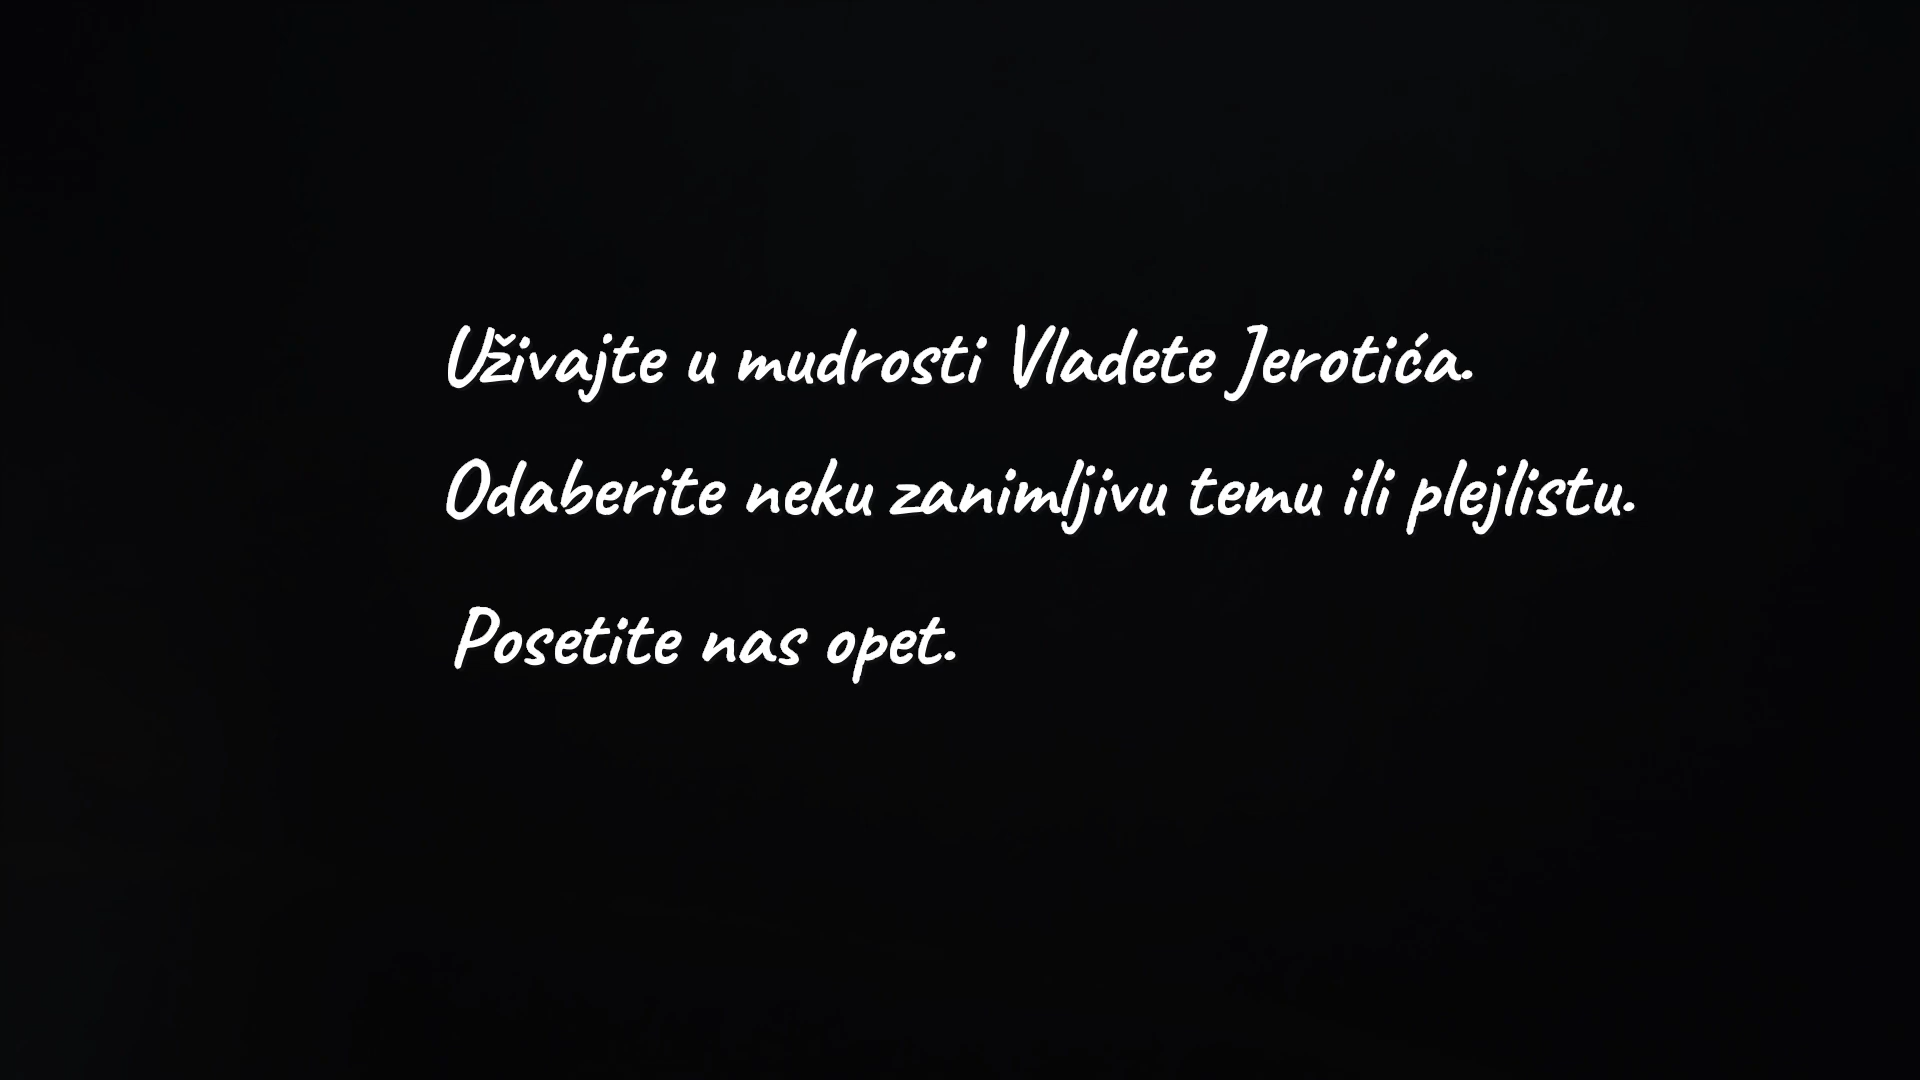 Uživajte u mudrosti Vladete Jerotića.
Odaberite neku zanimljivu temu ili plejlistu.
Posetite nas opet.